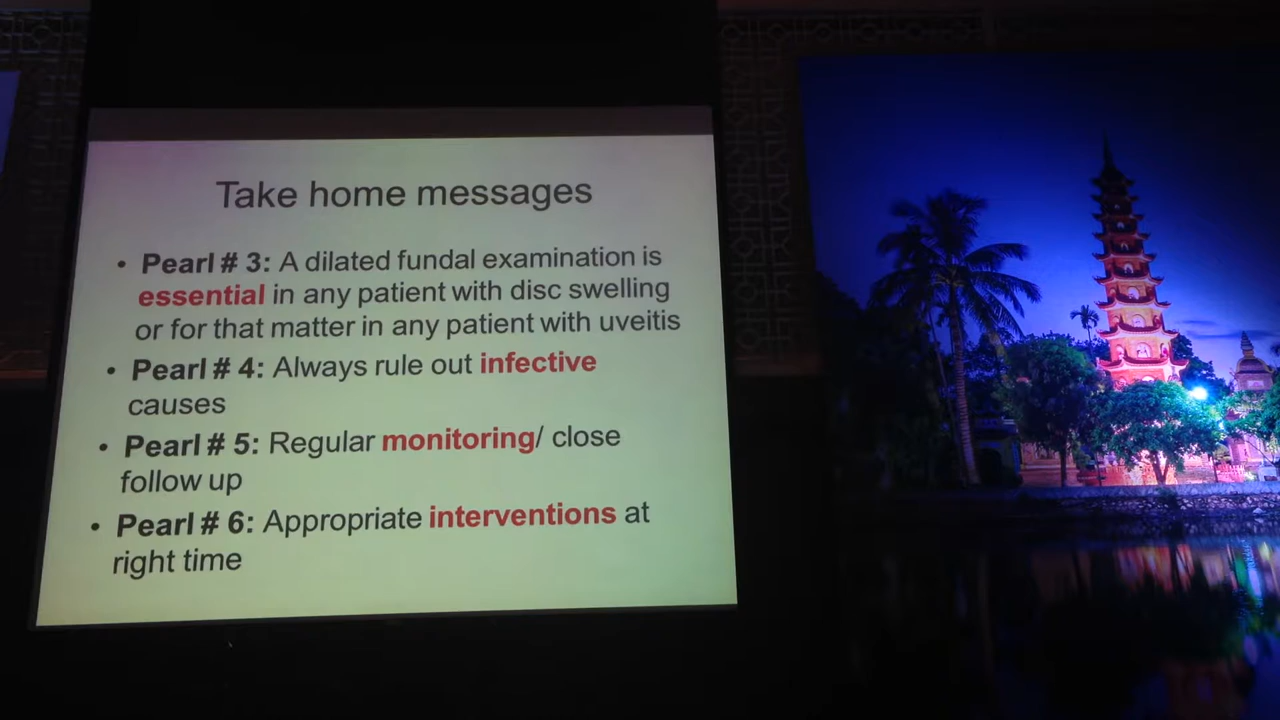 Take home messages
• Pearl # 3: A dilated fundal examination is
essential in any patient with disc swelling
or for that matter in any patient with uveitis
• Pearl # 4: Always rule out infective
causes
• Pearl # 5: Regular monitoring/ close
follow up
• Pearl # 6: Appropriate interventions at
right time